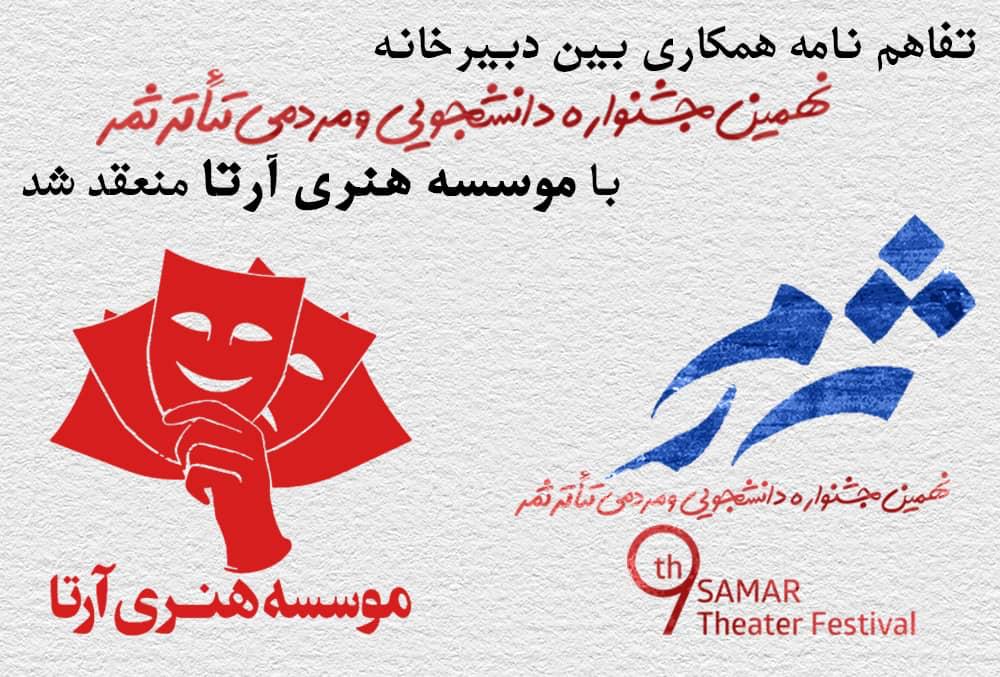 تفاهم نامه همکاری بین دبیرخانه
نهمین جشنواره دانشجویی و مردمی تئاتر ثمر
با موسسه هنری آرتا منعقد شد
ثمر
نهمین جشنواره دانشجویی و مردمی تئاتر ثمر
9th
SAMAR
Theater Festival
موسسه هنری آرتا